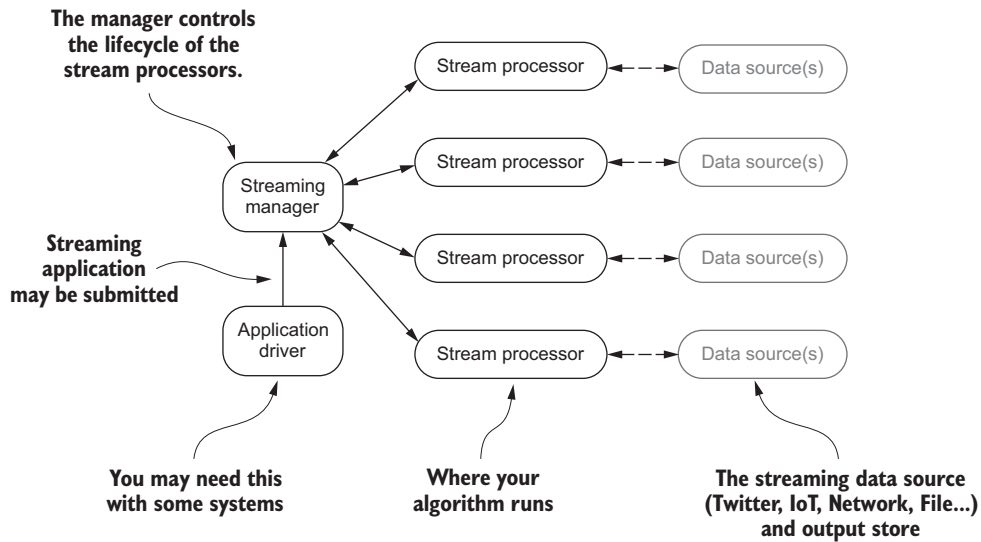 The manager controls
the lifecycle of the
stream processors.
Stream processor
Data source(s)
Stream processor
Data source(s)
Streaming
manager
Stream processor
Data source(s)
Streaming
application
may be submitted
Application
driver
Stream processor
Data source(s)
You may need this
with some systems
Where your
algorithm runs
The streaming data source
(Twitter, IoT, Network, File...)
and output store